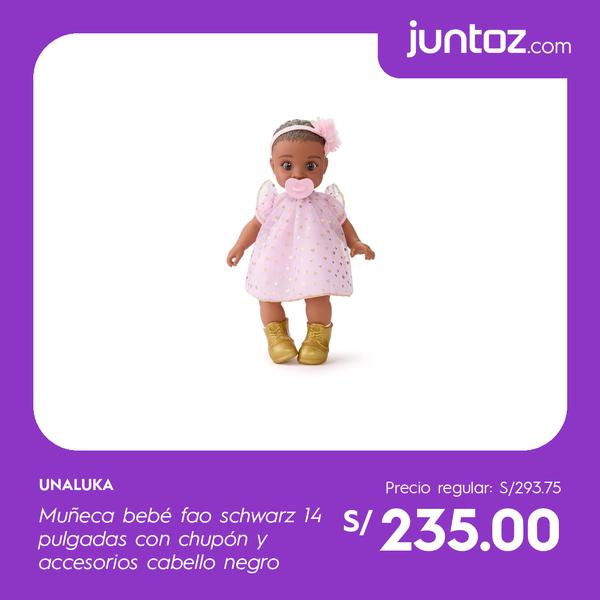 juntoz.com
UNALUKA
Muñeca bebé fao schwarz 14
pulgadas con chupón y
accesorios cabello negro
Precio regular: S/293.75
S/ 235.00